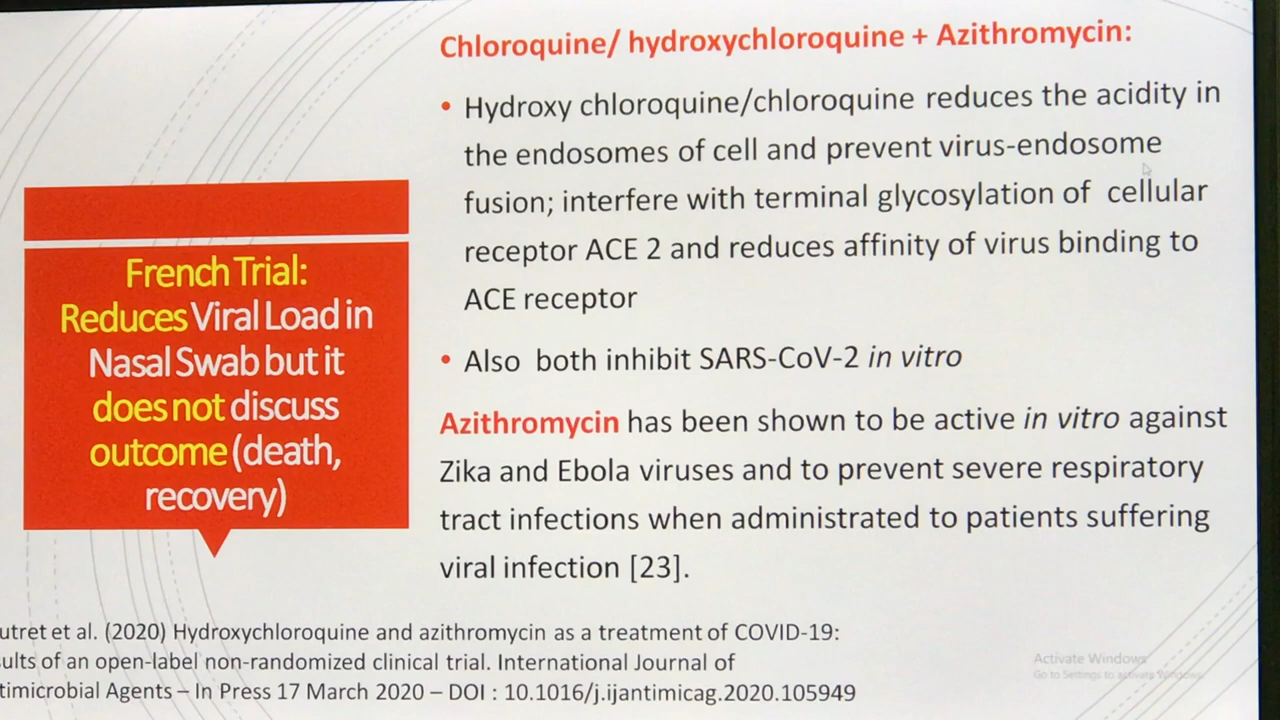 Chloroquine/ hydroxychloroquine + Azithromycin:
• Hydroxy chloroquine/chloroquine reduces the acidity in
the endosomes of cell and prevent virus-endosome
fusion; interfere with terminal glycosylation of cellular
receptor ACE 2 and reduces affinity of virus binding to
ACE receptor
• Also both inhibit SARS-CoV-2 in vitro
Azithromycin has been shown to be active in vitro against
Zika and Ebola viruses and to prevent severe respiratory
tract infections when administrated to patients suffering
viral infection [23].
French Trial:
Reduces Viral Load in
Nasal Swab but it
does not discuss
outcome (death,
recovery)
utret et al. (2020) Hydroxychloroquine and azithromycin as a treatment of COVID-19:
ults of an open-label non-randomized clinical trial. International Journal of
timicrobial Agents – In Press 17 March 2020 – DOI : 10.1016/j.ijantimicag.2020.105949
Activate Windows
Go to Settings to activate Windows.